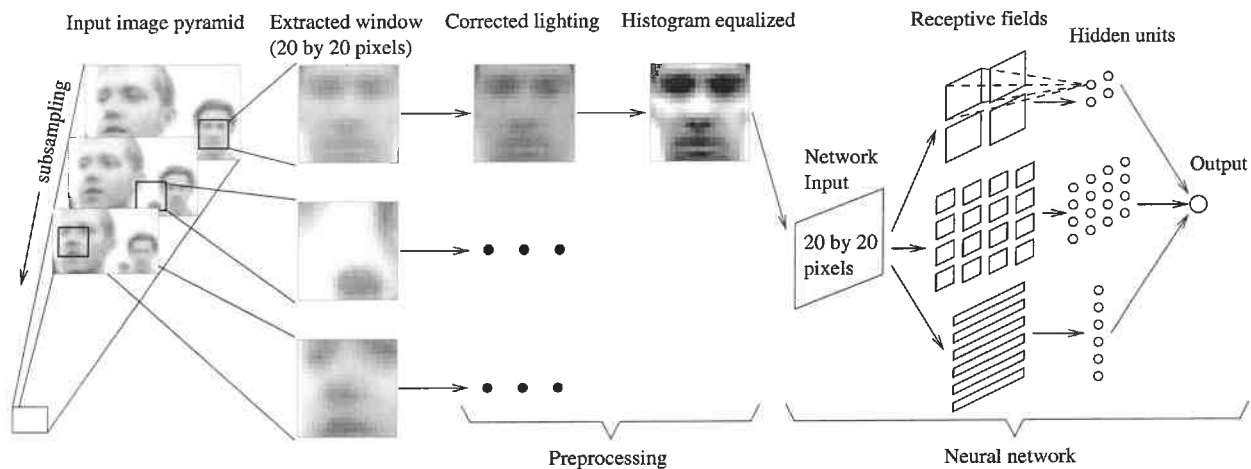 Input image pyramid
Extracted window
(20 by 20 pixels)
Corrected lighting
Histogram equalized
Receptive fields
Hidden units
subsampling
Network
Input
20 by 20
pixels
Output
Preprocessing
Neural network